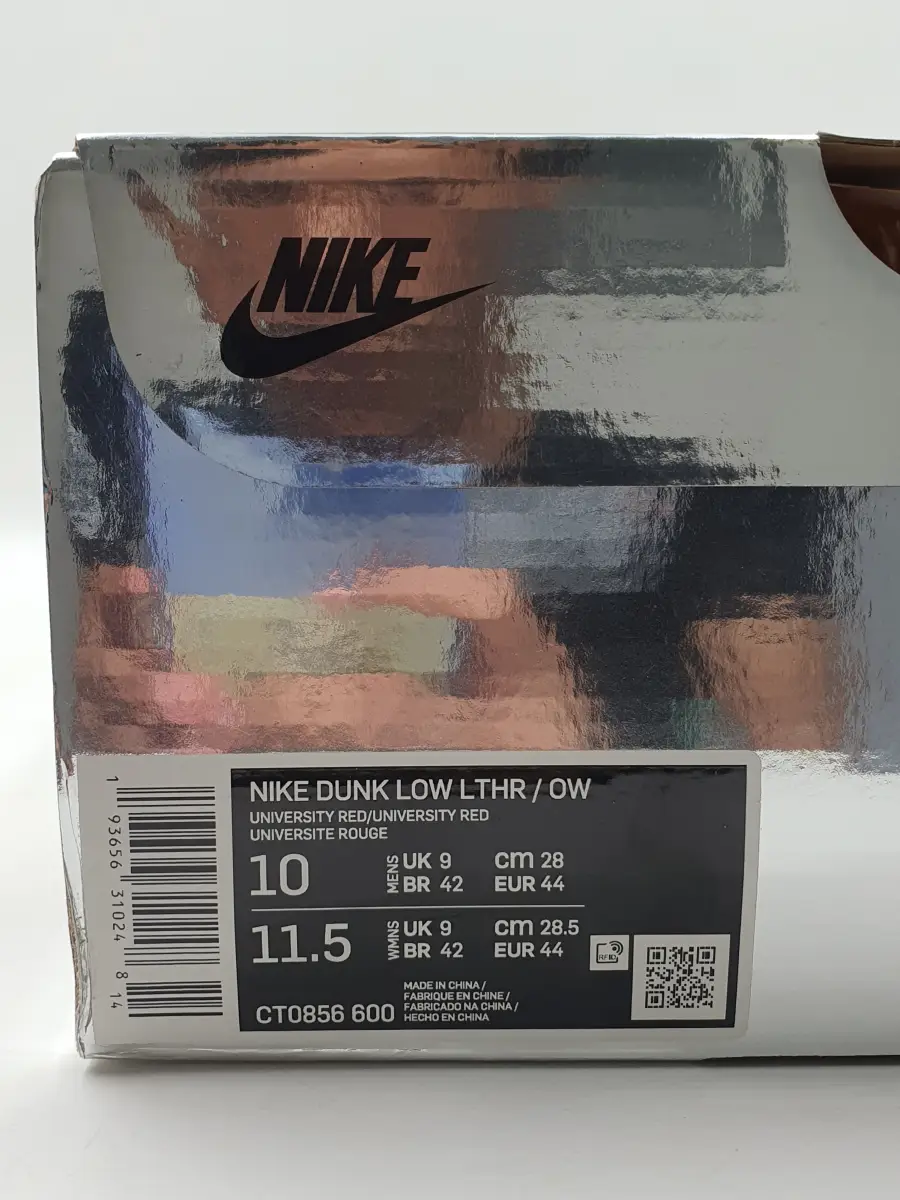 NIKE
NIKE DUNK LOW LTHR / OW
UNIVERSITY RED/UNIVERSITY RED
UNIVERSITE ROUGE
10 MENS UK 9 cm 28
BR 42 EUR 44
11.5 WMNS UK 9 cm 28.5
BR 42 EUR 44
RFID
CT0856 600
MADE IN CHINA /
FABRIQUE EN CHINE /
FABRICADO NA CHINA /
HECHO EN CHINA
1 93656 31024 8 14